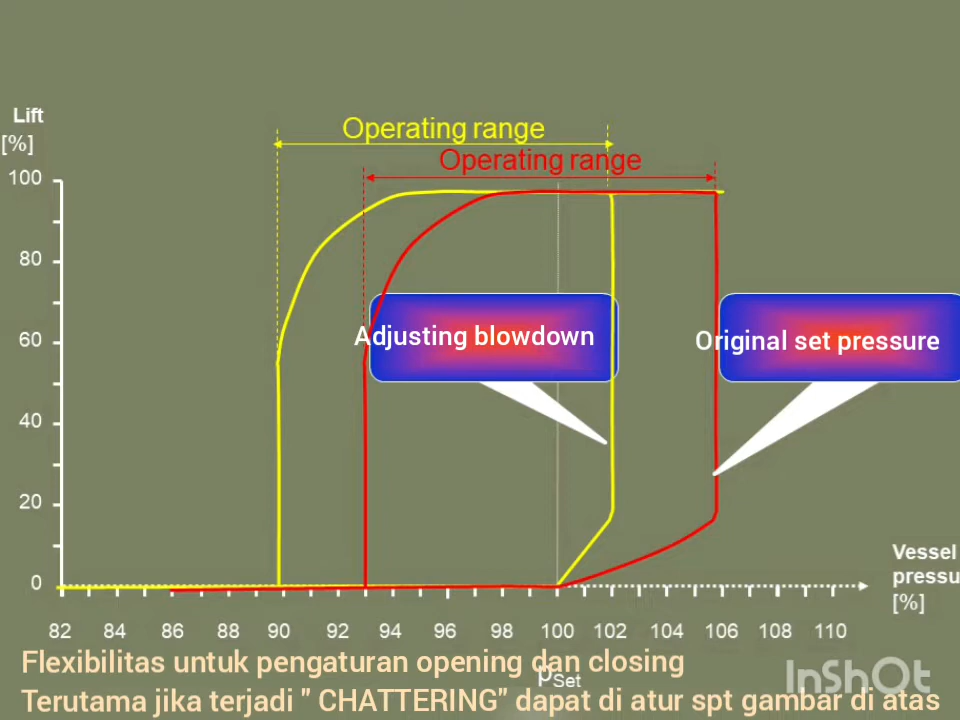 Lift
[%]
Operating range
Operating range
100
80
60
40
20
0
Adjusting blowdown
Original set pressure
Vessel
pressu
[%]
82 84 86 88 90 92 94 96 98 100 102 104 106 108 110
pSet
Flexibilitas untuk pengaturan opening dan closing
Terutama jika terjadi " CHATTERING" dapat di atur spt gambar di atas
InShOt